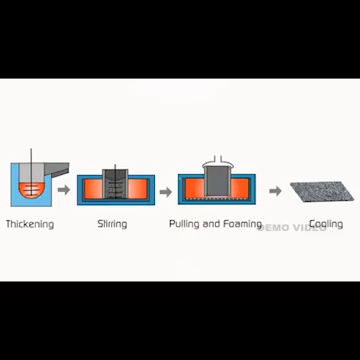 Thickening
Stirring
Pulling and Foaming
Cooling
DEMO VIDEO